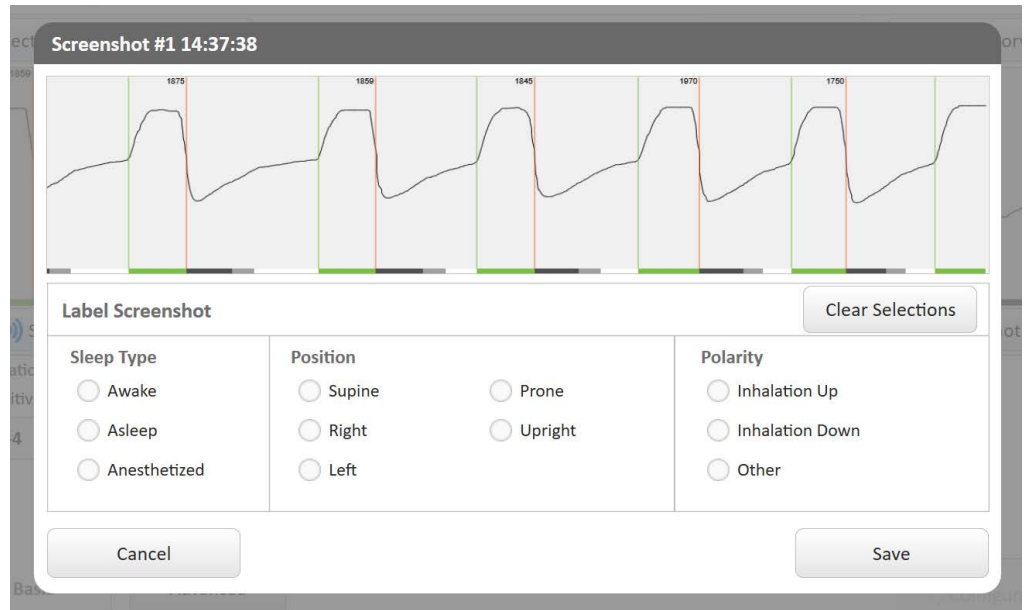 Screenshot #1 14:37:38
1859
1875 1859 1845 1970 1750
Label Screenshot
Clear Selections
Sleep Type
Position
Polarity
Awake
Supine
Prone
Inhalation Up
Asleep
Right
Upright
Inhalation Down
Anesthetized
Left
Other
Cancel
Save